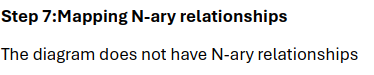 Step 7:Mapping N-ary relationships
The diagram does not have N-ary relationships